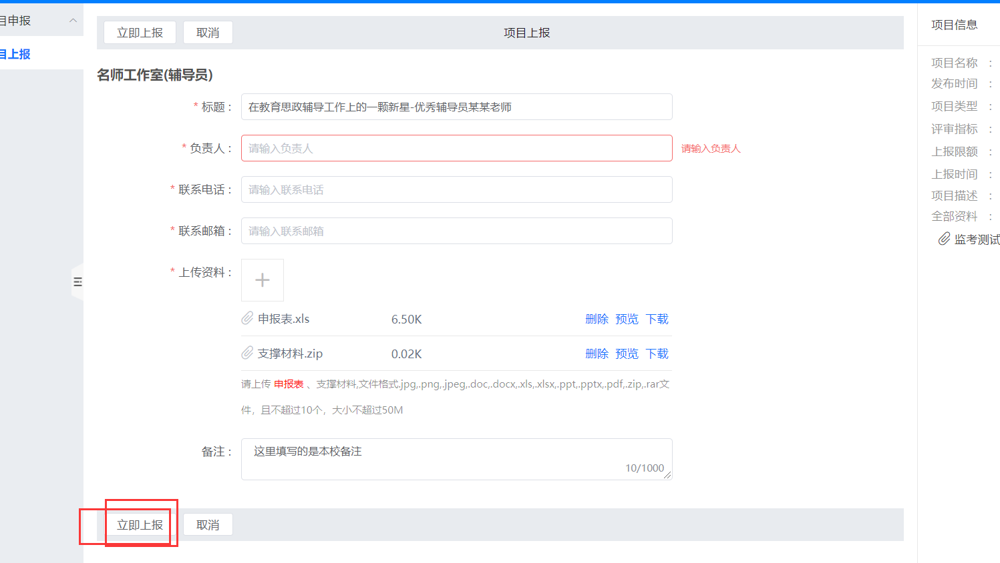 目申报
目上报
立即上报 取消 项目上报
名师工作室(辅导员)
* 标题： 在教育思政辅导工作上的一颗新星-优秀辅导员某某老师
* 负责人： 请输入负责人 请输入负责人
* 联系电话： 请输入联系电话
* 联系邮箱： 请输入联系邮箱
* 上传资料：
申报表.xls 6.50K 删除 预览 下载
支撑材料.zip 0.02K 删除 预览 下载
请上传 申报表 、支撑材料,文件格式.jpg,.png,.jpeg,.doc,.docx,.xls,.xlsx,.ppt,.pptx,.pdf,.zip,.rar文
件，且不超过10个，大小不超过50M
备注： 这里填写的是本校备注
10/1000
立即上报 取消
项目信息
项目名称 ：
发布时间 ：
项目类型 ：
评审指标 ：
上报限额 ：
上报时间 ：
项目描述 ：
全部资料 ：
监考测试